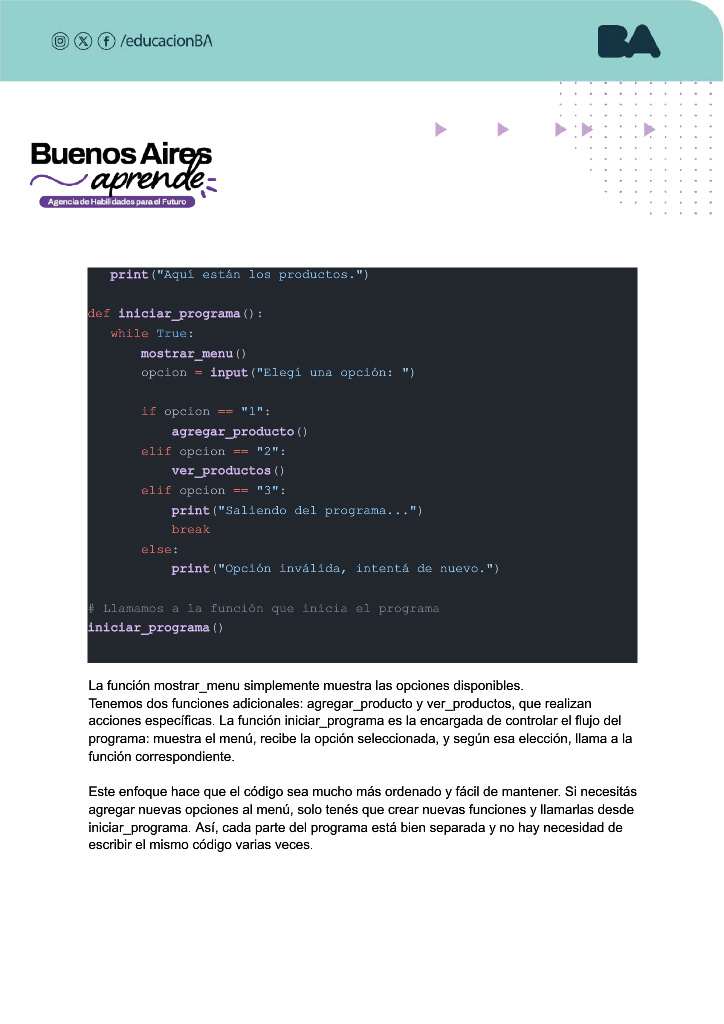 /educacionBA
BA
Buenos Aires
aprende
Agencia de Habilidades para el Futuro
print("Aquí están los productos.")
def iniciar_programa():
while True:
mostrar_menu()
opcion = input("Elegí una opción: ")
if opcion == "1":
agregar_producto()
elif opcion == "2":
ver_productos()
elif opcion == "3":
print("Saliendo del programa...")
break
else:
print("Opción inválida, intentá de nuevo.")
# Llamamos a la función que inicia el programa
iniciar_programa()
La función mostrar_menu simplemente muestra las opciones disponibles.
Tenemos dos funciones adicionales: agregar_producto y ver_productos, que realizan
acciones específicas. La función iniciar_programa es la encargada de controlar el flujo del
programa: muestra el menú, recibe la opción seleccionada, y según esa elección, llama a la
función correspondiente.
Este enfoque hace que el código sea mucho más ordenado y fácil de mantener. Si necesitás
agregar nuevas opciones al menú, solo tenés que crear nuevas funciones y llamarlas desde
iniciar_programa. Así, cada parte del programa está bien separada y no hay necesidad de
escribir el mismo código varias veces.